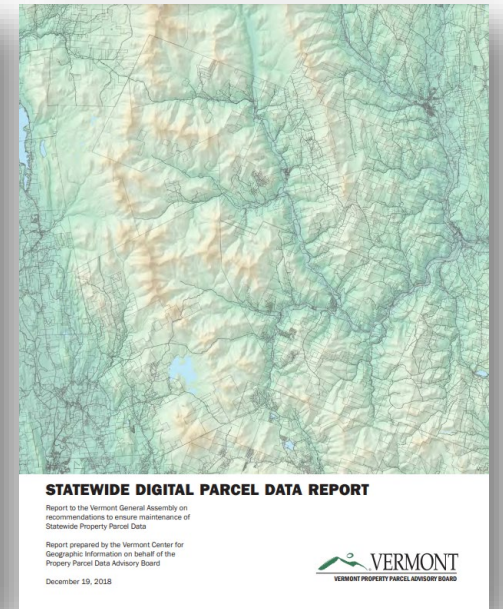 STATEWIDE DIGITAL PARCEL DATA REPORT
Report to the Vermont General Assembly on
recommendations to ensure maintenance of
Statewide Property Parcel Data
Report prepared by the Vermont Center for
Geographic Information on behalf of the
Propery Parcel Data Advisory Board
December 19, 2018
VERMONT
VERMONT PROPERTY PARCEL ADVISORY BOARD